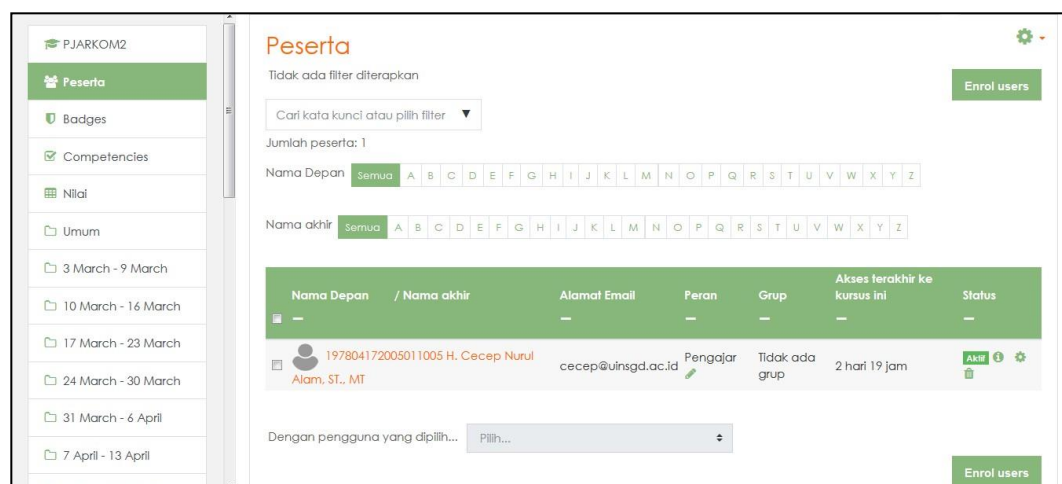 PJARKOM2
Peserta
Badges
Competencies
Nilai
Umum
3 March - 9 March
10 March - 16 March
17 March - 23 March
24 March - 30 March
31 March - 6 April
7 April - 13 April
Peserta
Tidak ada filter diterapkan
Enrol users
Cari kata kunci atau pilih filter ▼
Jumlah peserta: 1
Nama Depan Semua A B C D E F G H I J K L M N O P Q R S T U V W X Y Z
Nama akhir Semua A B C D E F G H I J K L M N O P Q R S T U V W X Y Z
Nama Depan / Nama akhir Alamat Email Peran Grup Akses terakhir ke
kursus ini Status
197804172005011005 H. Cecep Nurul
Alam, ST., MT
cecep@uinsgd.ac.id
Pengajar
Tidak ada
grup
2 hari 19 jam
Aktif
Dengan pengguna yang dipilih... Pilih...
Enrol users